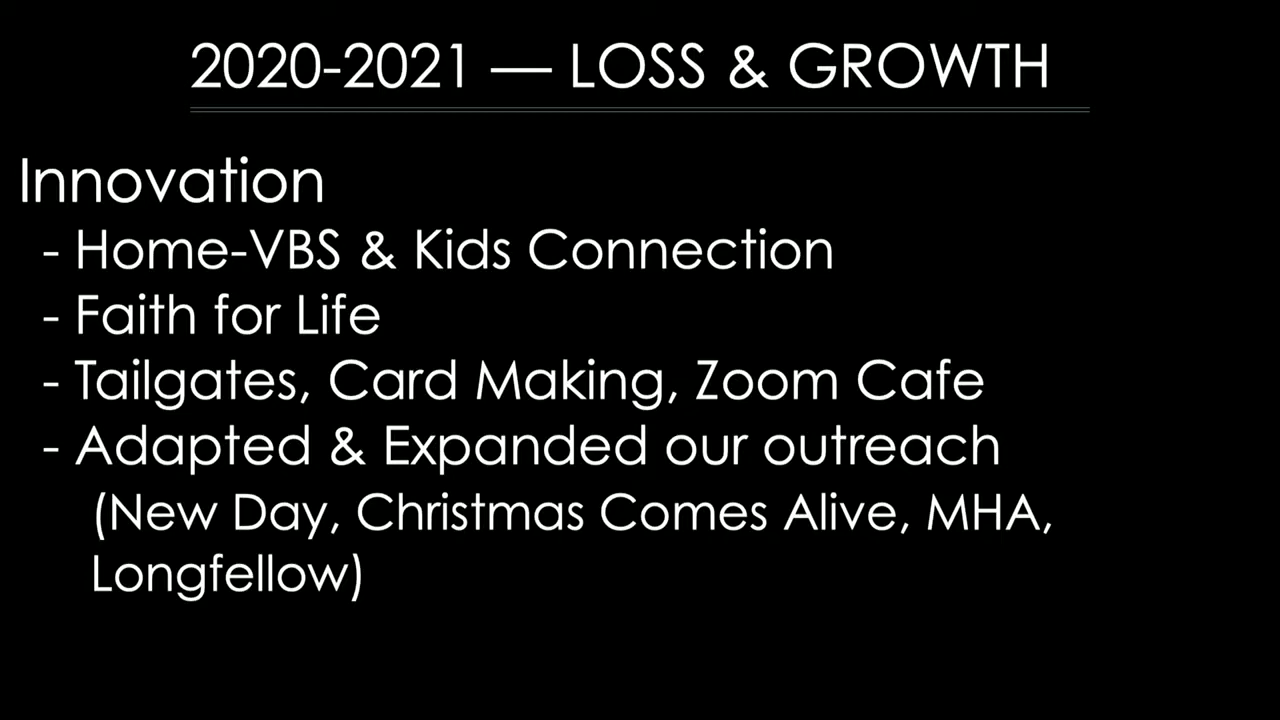 2020-2021 — LOSS & GROWTH
Innovation
- Home-VBS & Kids Connection
- Faith for Life
- Tailgates, Card Making, Zoom Cafe
- Adapted & Expanded our outreach
(New Day, Christmas Comes Alive, MHA,
Longfellow)